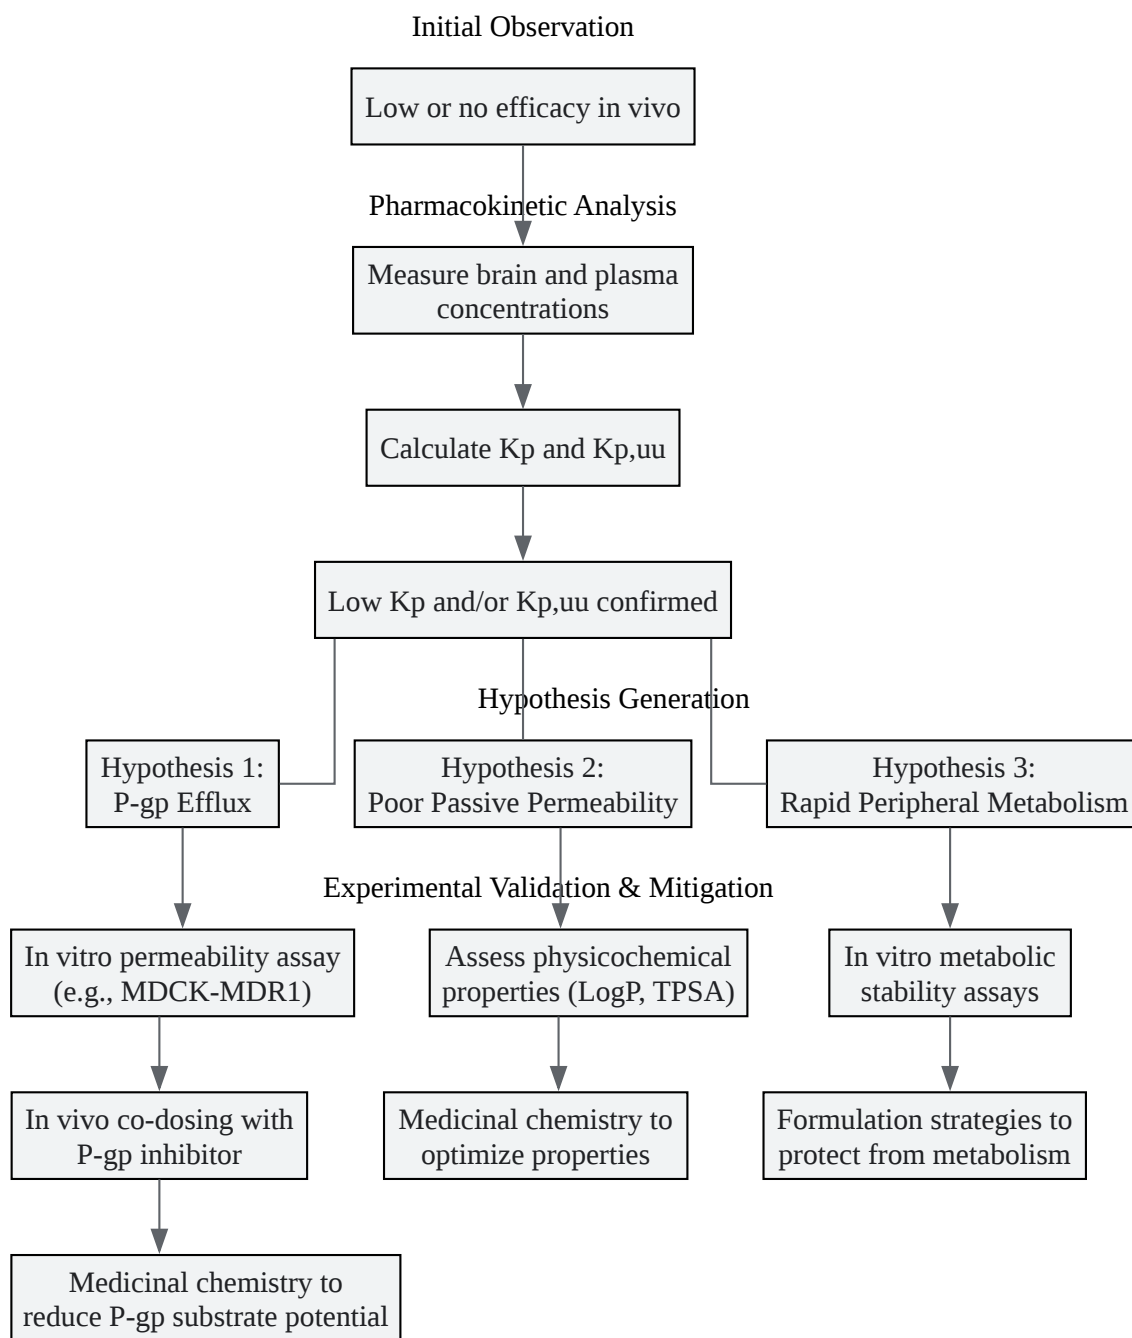 Initial Observation
Low or no efficacy in vivo
Pharmacokinetic Analysis
Measure brain and plasma
concentrations
Calculate Kp and Kp,uu
Low Kp and/or Kp,uu confirmed
Hypothesis Generation
Hypothesis 1:
P-gp Efflux
Hypothesis 2:
Poor Passive Permeability
Hypothesis 3:
Rapid Peripheral Metabolism
Experimental Validation & Mitigation
In vitro permeability assay
(e.g., MDCK-MDR1)
Assess physicochemical
properties (LogP, TPSA)
In vitro metabolic
stability assays
In vivo co-dosing with
P-gp inhibitor
Medicinal chemistry to
optimize properties
Formulation strategies to
protect from metabolism
Medicinal chemistry to
reduce P-gp substrate potential